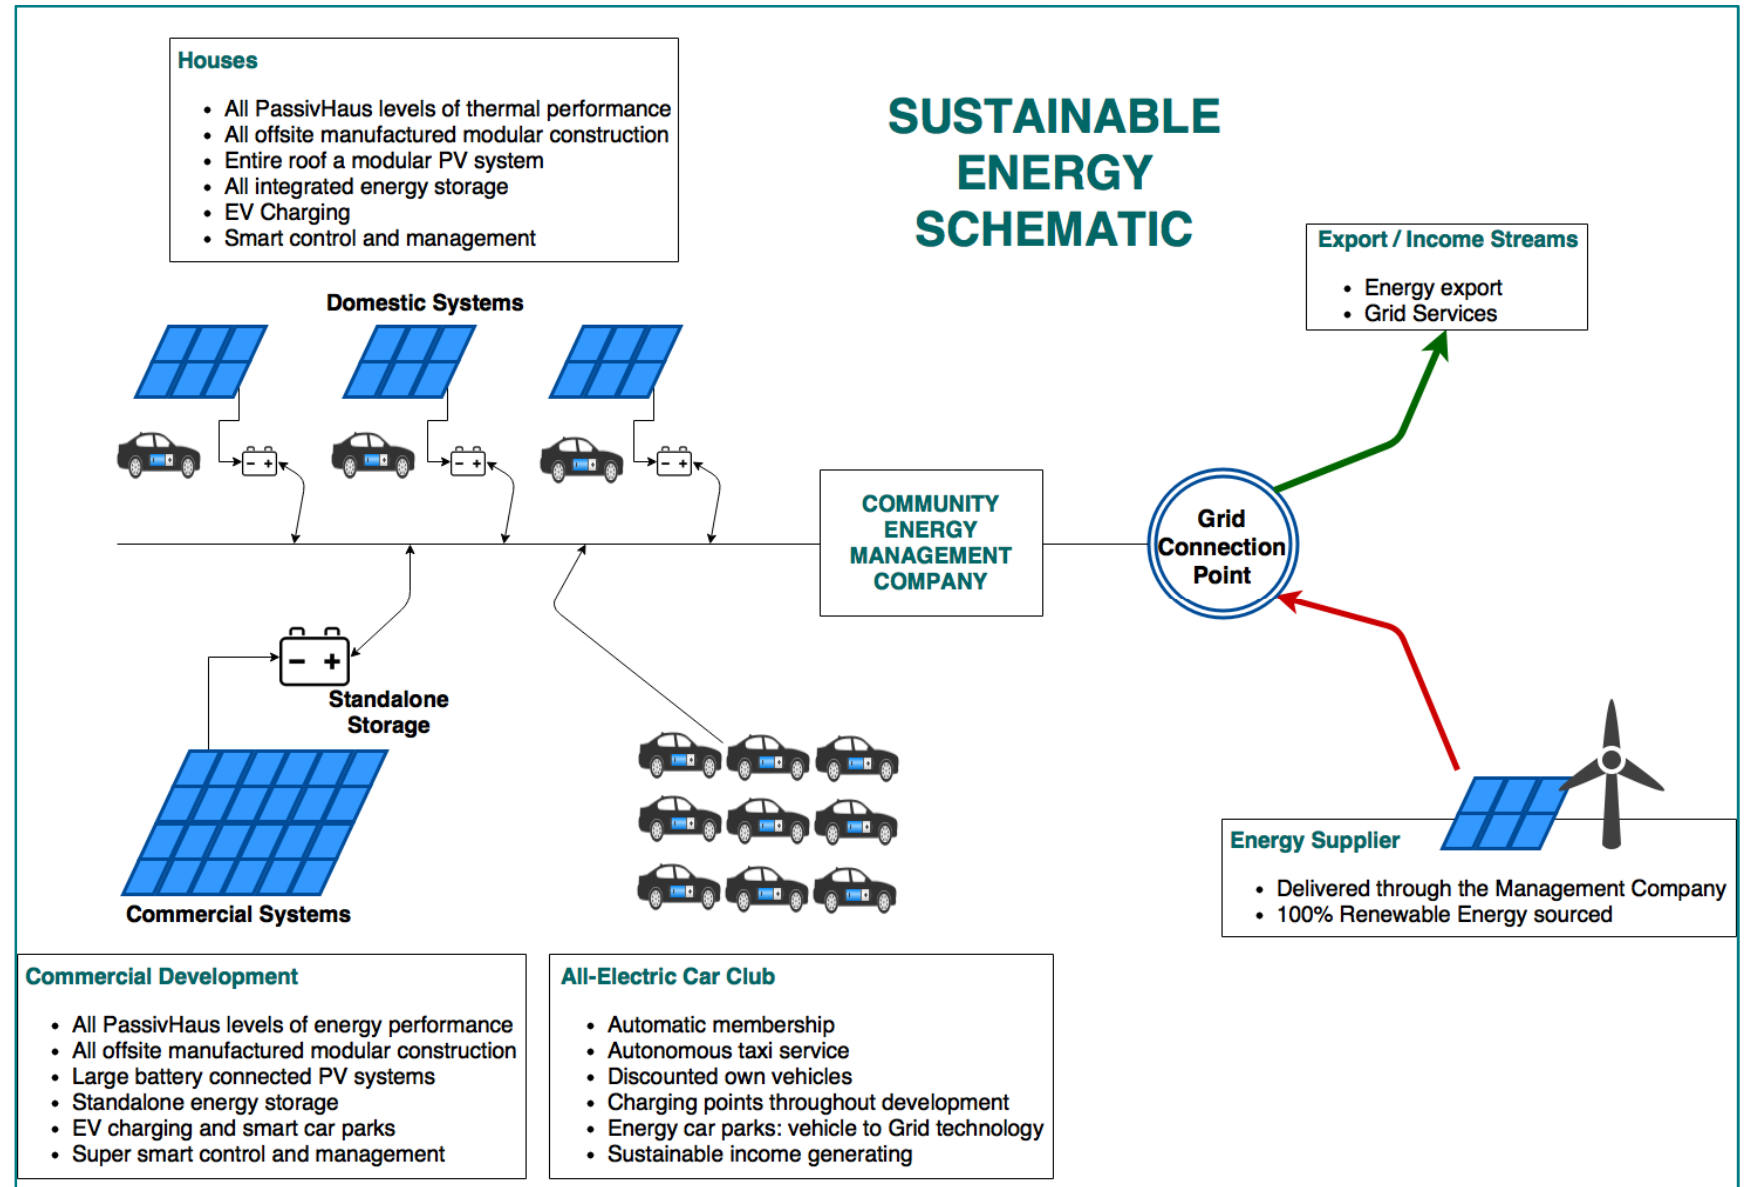 Houses
• All PassivHaus levels of thermal performance
• All offsite manufactured modular construction
• Entire roof a modular PV system
• All integrated energy storage
• EV Charging
• Smart control and management
SUSTAINABLE
ENERGY
SCHEMATIC
Export / Income Streams
• Energy export
• Grid Services
Domestic Systems
COMMUNITY
ENERGY
MANAGEMENT
COMPANY
Grid
Connection
Point
Standalone
Storage
Commercial Systems
Energy Supplier
• Delivered through the Management Company
• 100% Renewable Energy sourced
Commercial Development
• All PassivHaus levels of energy performance
• All offsite manufactured modular construction
• Large battery connected PV systems
• Standalone energy storage
• EV charging and smart car parks
• Super smart control and management
All-Electric Car Club
• Automatic membership
• Autonomous taxi service
• Discounted own vehicles
• Charging points throughout development
• Energy car parks: vehicle to Grid technology
• Sustainable income generating